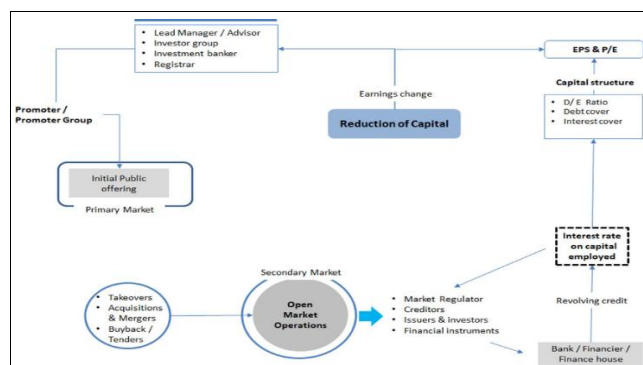 • Lead Manager / Advisor
• Investor group
• Investment banker
• Registrar
EPS & P/E
Capital structure
• D/ E Ratio
• Debt cover
• Interest cover
Earnings change
Reduction of Capital
Promoter /
Promoter Group
Initial Public
offering
Primary Market
Interest rate
on capital
employed
Secondary Market
• Takeovers
• Acquisitions
& Mergers
• Buyback /
Tenders
Open
Market
Operations
• Market Regulator
• Creditors
• Issuers & Investors
• Financial instruments
Revolving credit
Bank / Financier /
Finance house